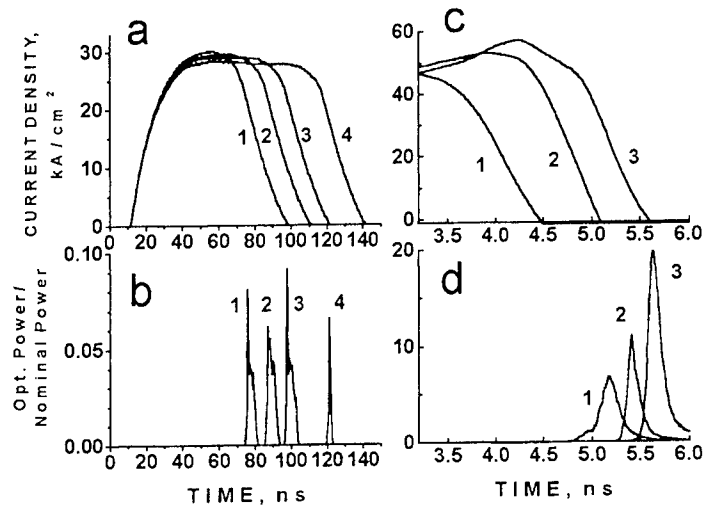 a
CURRENT DENSITY,
kA/cm²
30
20
10
0
1
2
3
4
20 40 60 80 100 120 140
c
60
40
20
0
1
2
3
3.5 4.0 4.5 5.0 5.5 6.0
b
Opt. Power/
Nominal Power
0.10
0.05
0.00
1 2 3 4
0 20 40 60 80 100 120 140
TIME, ns
d
20
10
0
1
2
3
3.5 4.0 4.5 5.0 5.5 6.0
TIME, ns